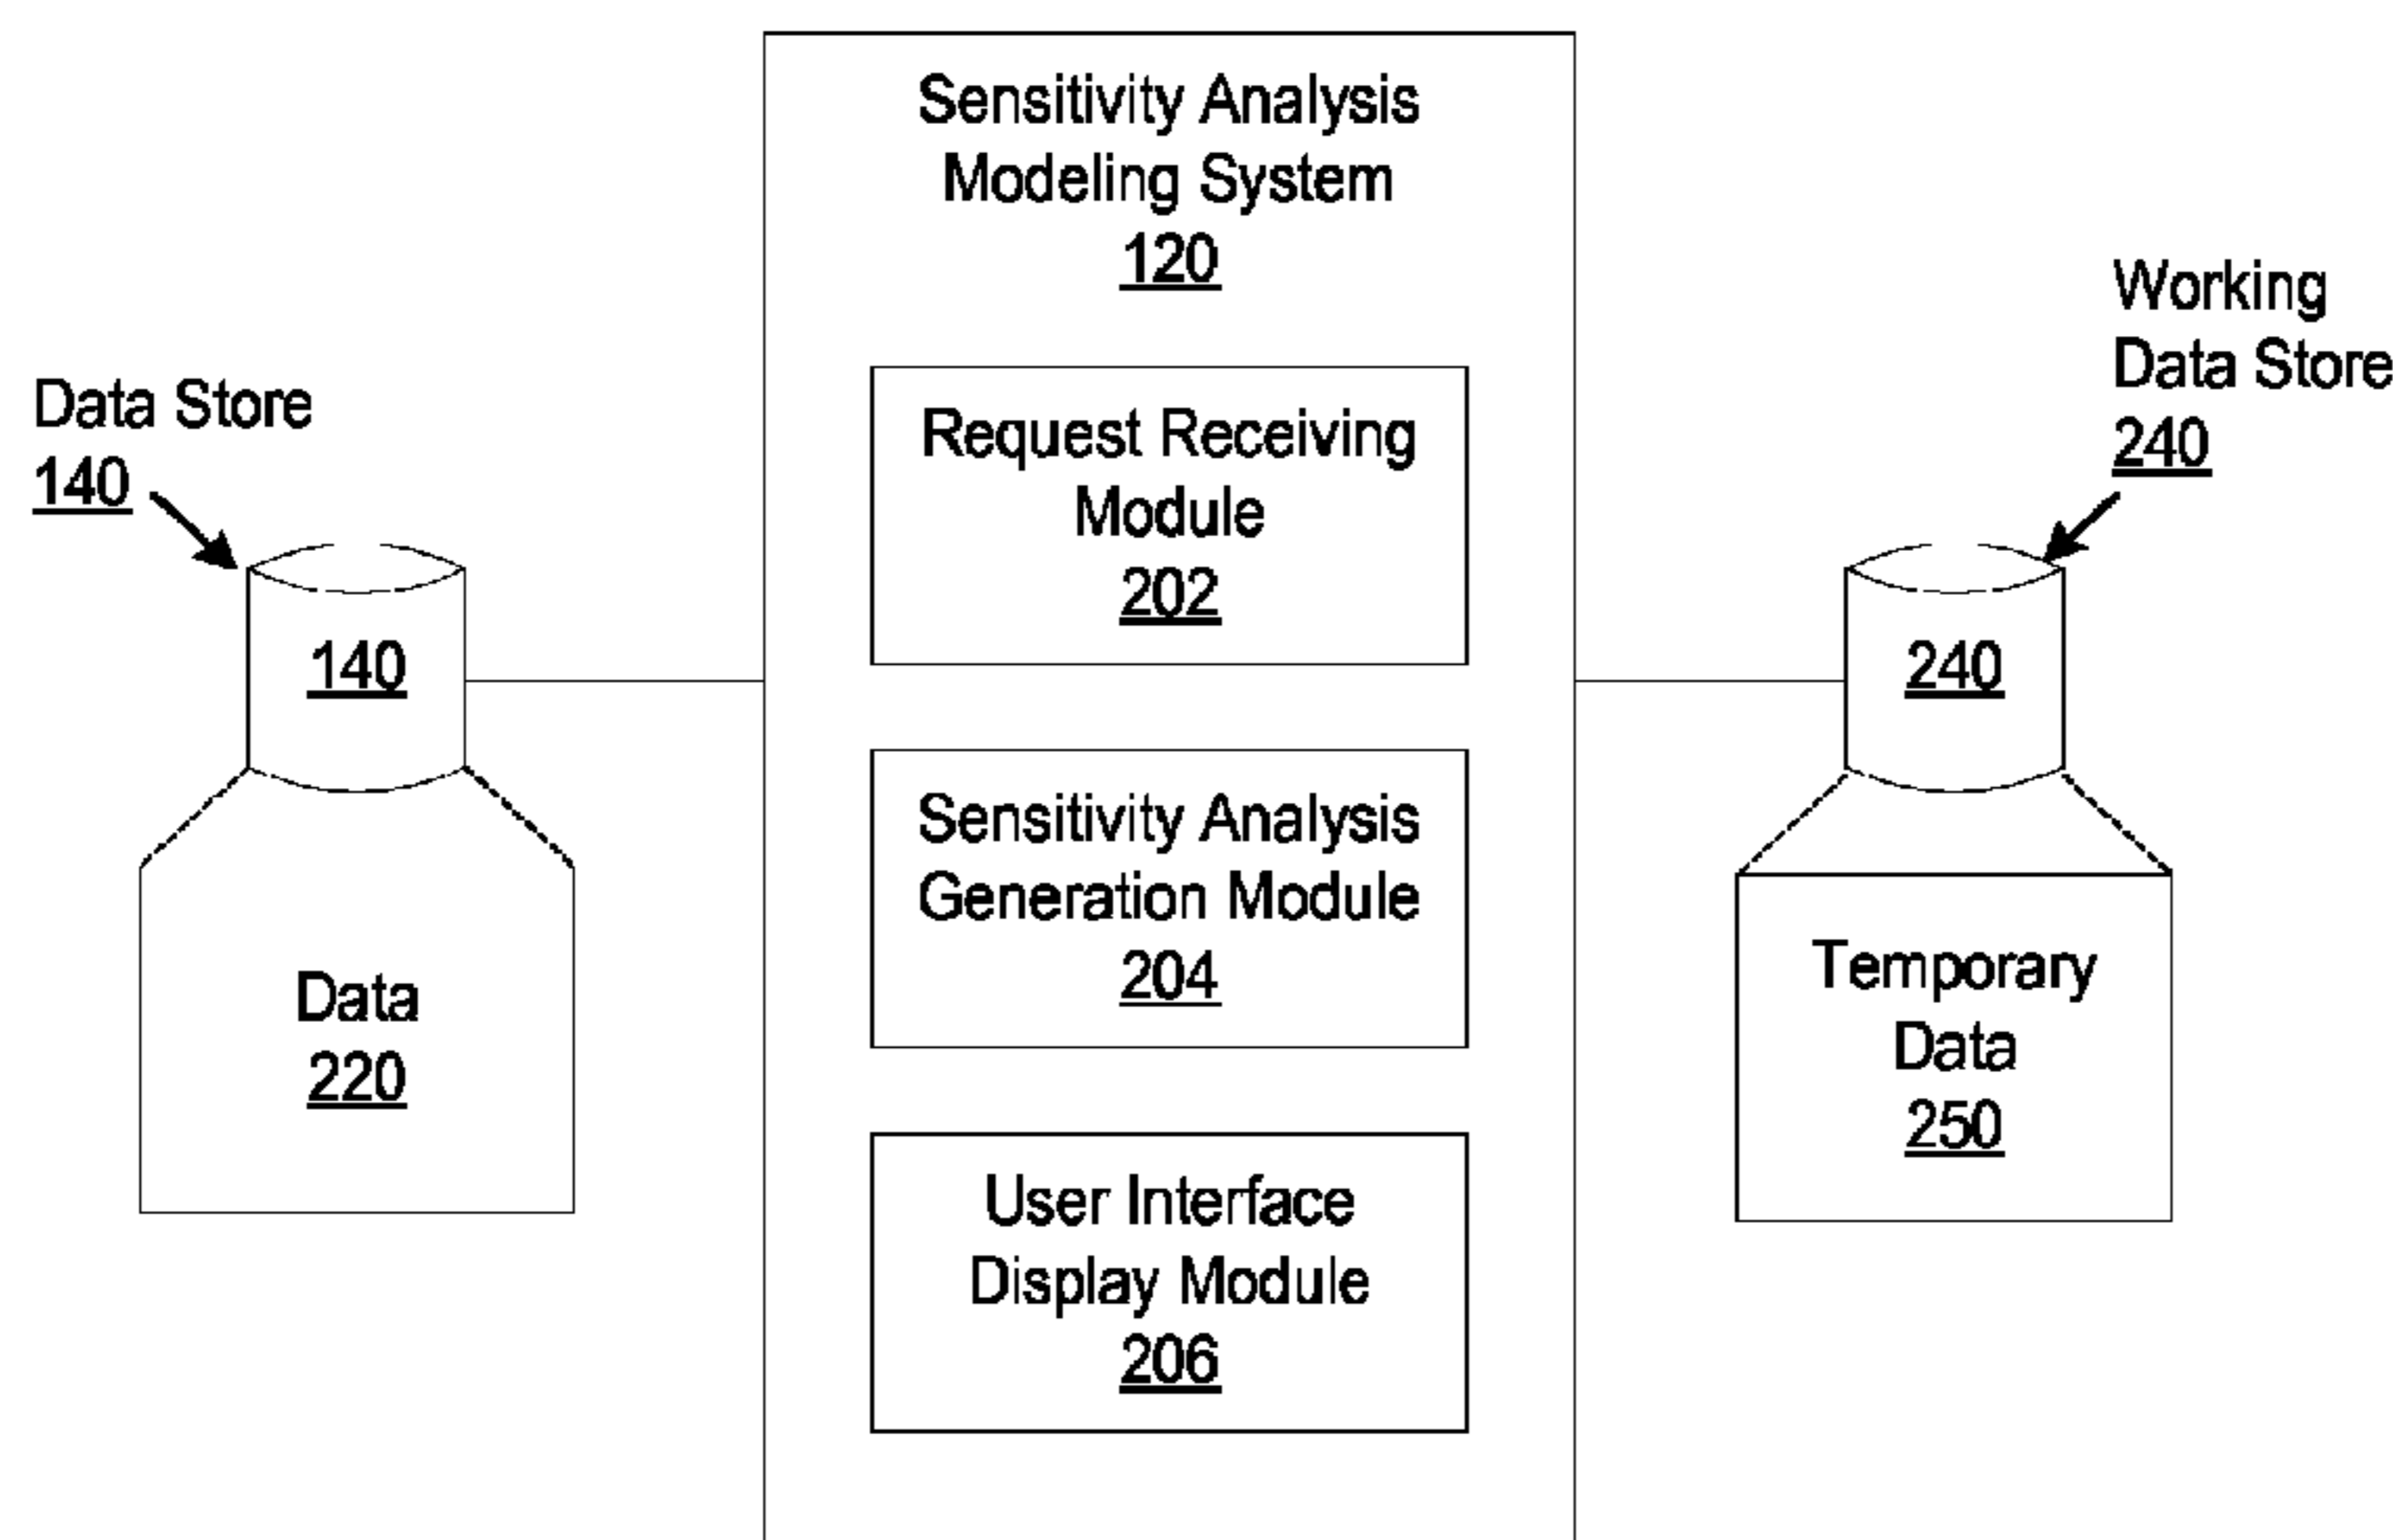 Sensitivity Analysis
Modeling System
120
Data Store
140
140
Data
220
Request Receiving
Module
202
Sensitivity Analysis
Generation Module
204
User Interface
Display Module
206
Working
Data Store
240
240
Temporary
Data
250